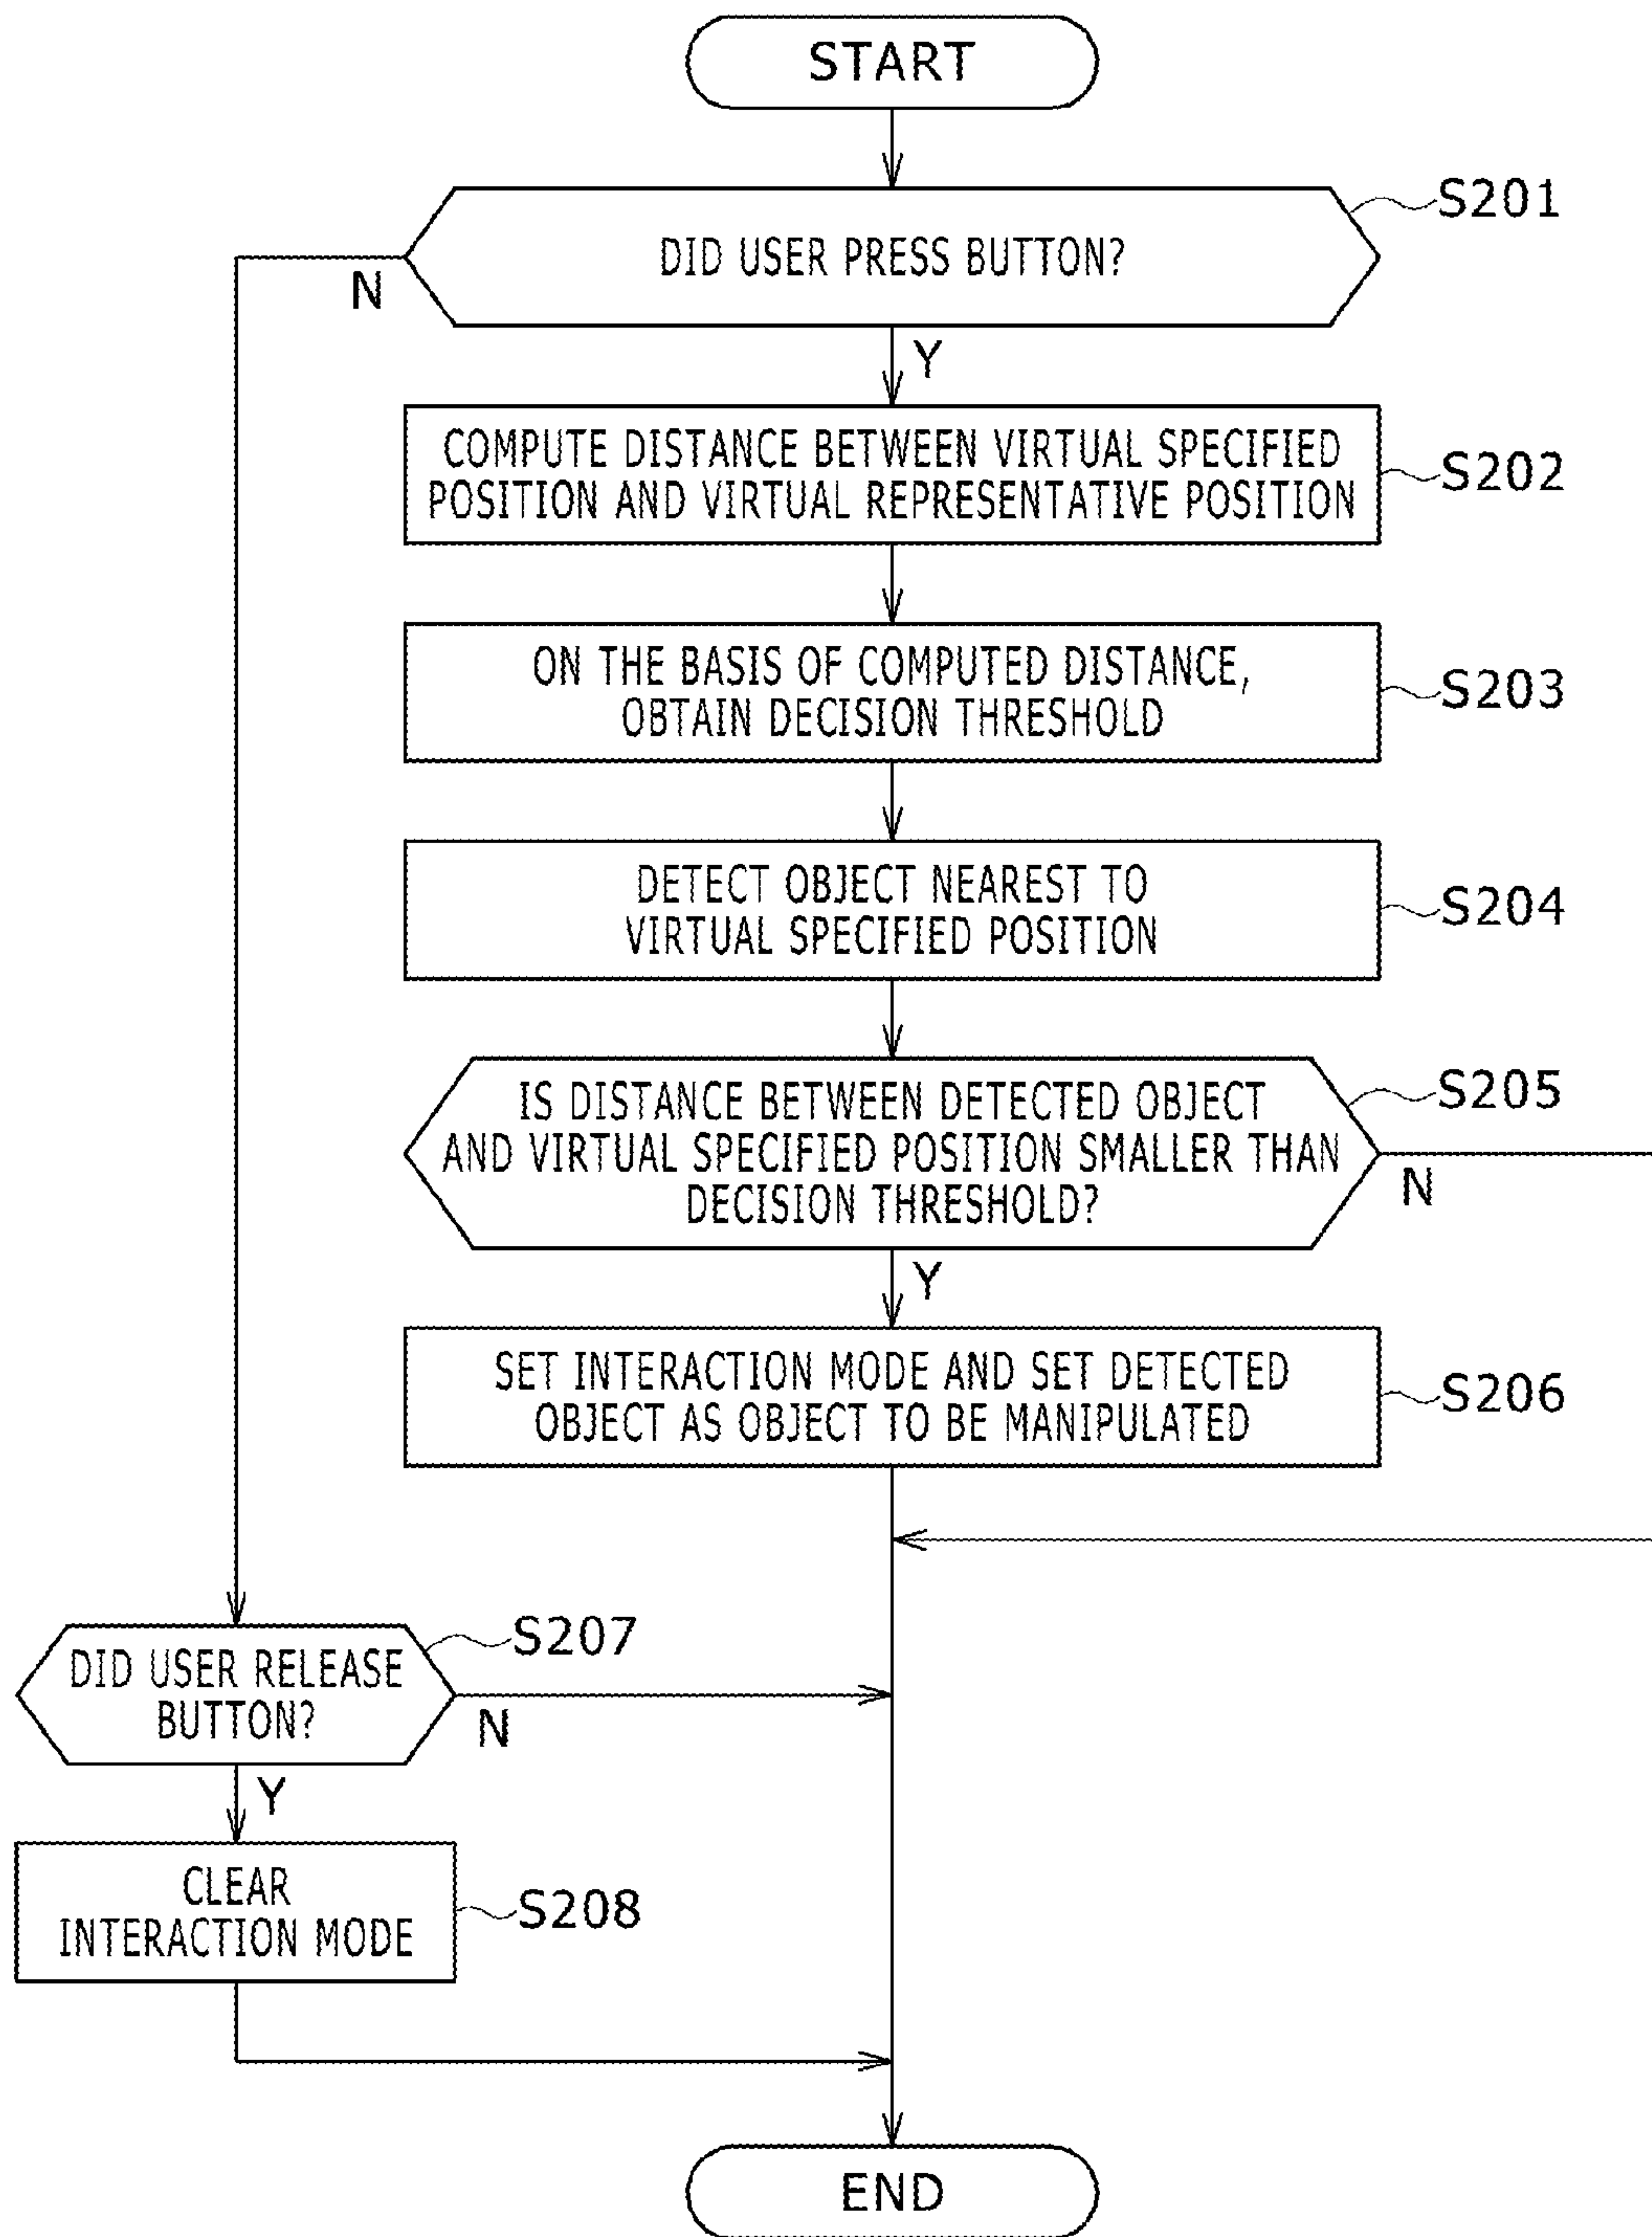 START
DID USER PRESS BUTTON?
S201
N
Y
COMPUTE DISTANCE BETWEEN VIRTUAL SPECIFIED
POSITION AND VIRTUAL REPRESENTATIVE POSITION
S202
ON THE BASIS OF COMPUTED DISTANCE,
OBTAIN DECISION THRESHOLD
S203
DETECT OBJECT NEAREST TO
VIRTUAL SPECIFIED POSITION
S204
IS DISTANCE BETWEEN DETECTED OBJECT
AND VIRTUAL SPECIFIED POSITION SMALLER THAN
DECISION THRESHOLD?
S205
N
Y
SET INTERACTION MODE AND SET DETECTED
OBJECT AS OBJECT TO BE MANIPULATED
S206
DID USER RELEASE
BUTTON?
S207
N
Y
CLEAR
INTERACTION MODE
S208
END